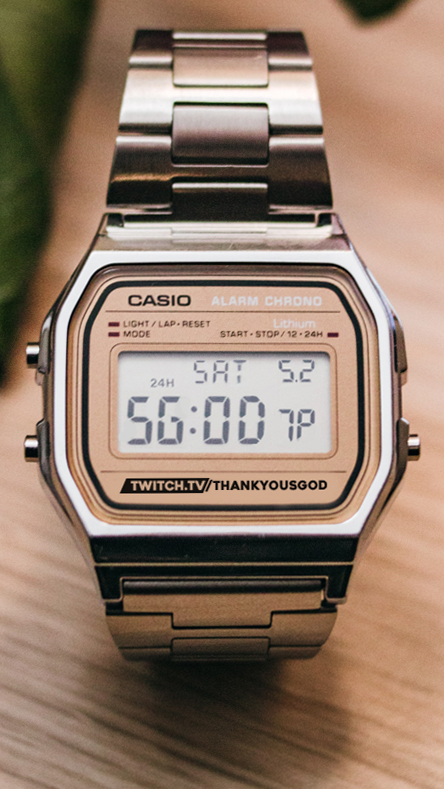 CASIO ALARM CHRONO
LIGHT / LAP•RESET Lithium
MODE START•STOP/12•24H
SAT 5.2
24H
56:00 7P
TWITCH.TV//THANKYOUSGOD